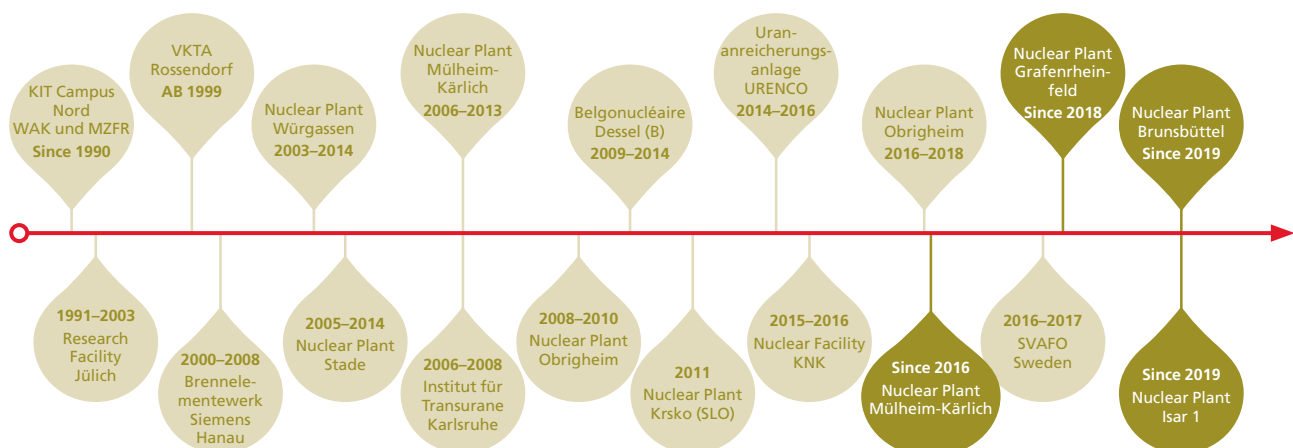 KIT Campus
Nord
WAK und MZFR
Since 1990
VKTA
Rossendorf
AB 1999
Nuclear Plant
Würgassen
2003–2014
Nuclear Plant
Mülheim-
Kärlich
2006–2013
Belgonucléaire
Dessel (B)
2009–2014
Uran-
anreicherungs-
anlage
URENCO
2014–2016
Nuclear Plant
Obrigheim
2016–2018
Nuclear Plant
Grafenrhein-
feld
Since 2018
Nuclear Plant
Brunsbüttel
Since 2019
1991–2003
Research
Facility
Jülich
2000–2008
Brennele-
mentewerk
Siemens
Hanau
2005–2014
Nuclear Plant
Stade
2006–2008
Institut für
Transurane
Karlsruhe
2008–2010
Nuclear Plant
Obrigheim
2011
Nuclear Plant
Krsko (SLO)
2015–2016
Nuclear Facility
KNK
Since 2016
Nuclear Plant
Mülheim-Kärlich
2016–2017
SVAFO
Sweden
Since 2019
Nuclear Plant
Isar 1